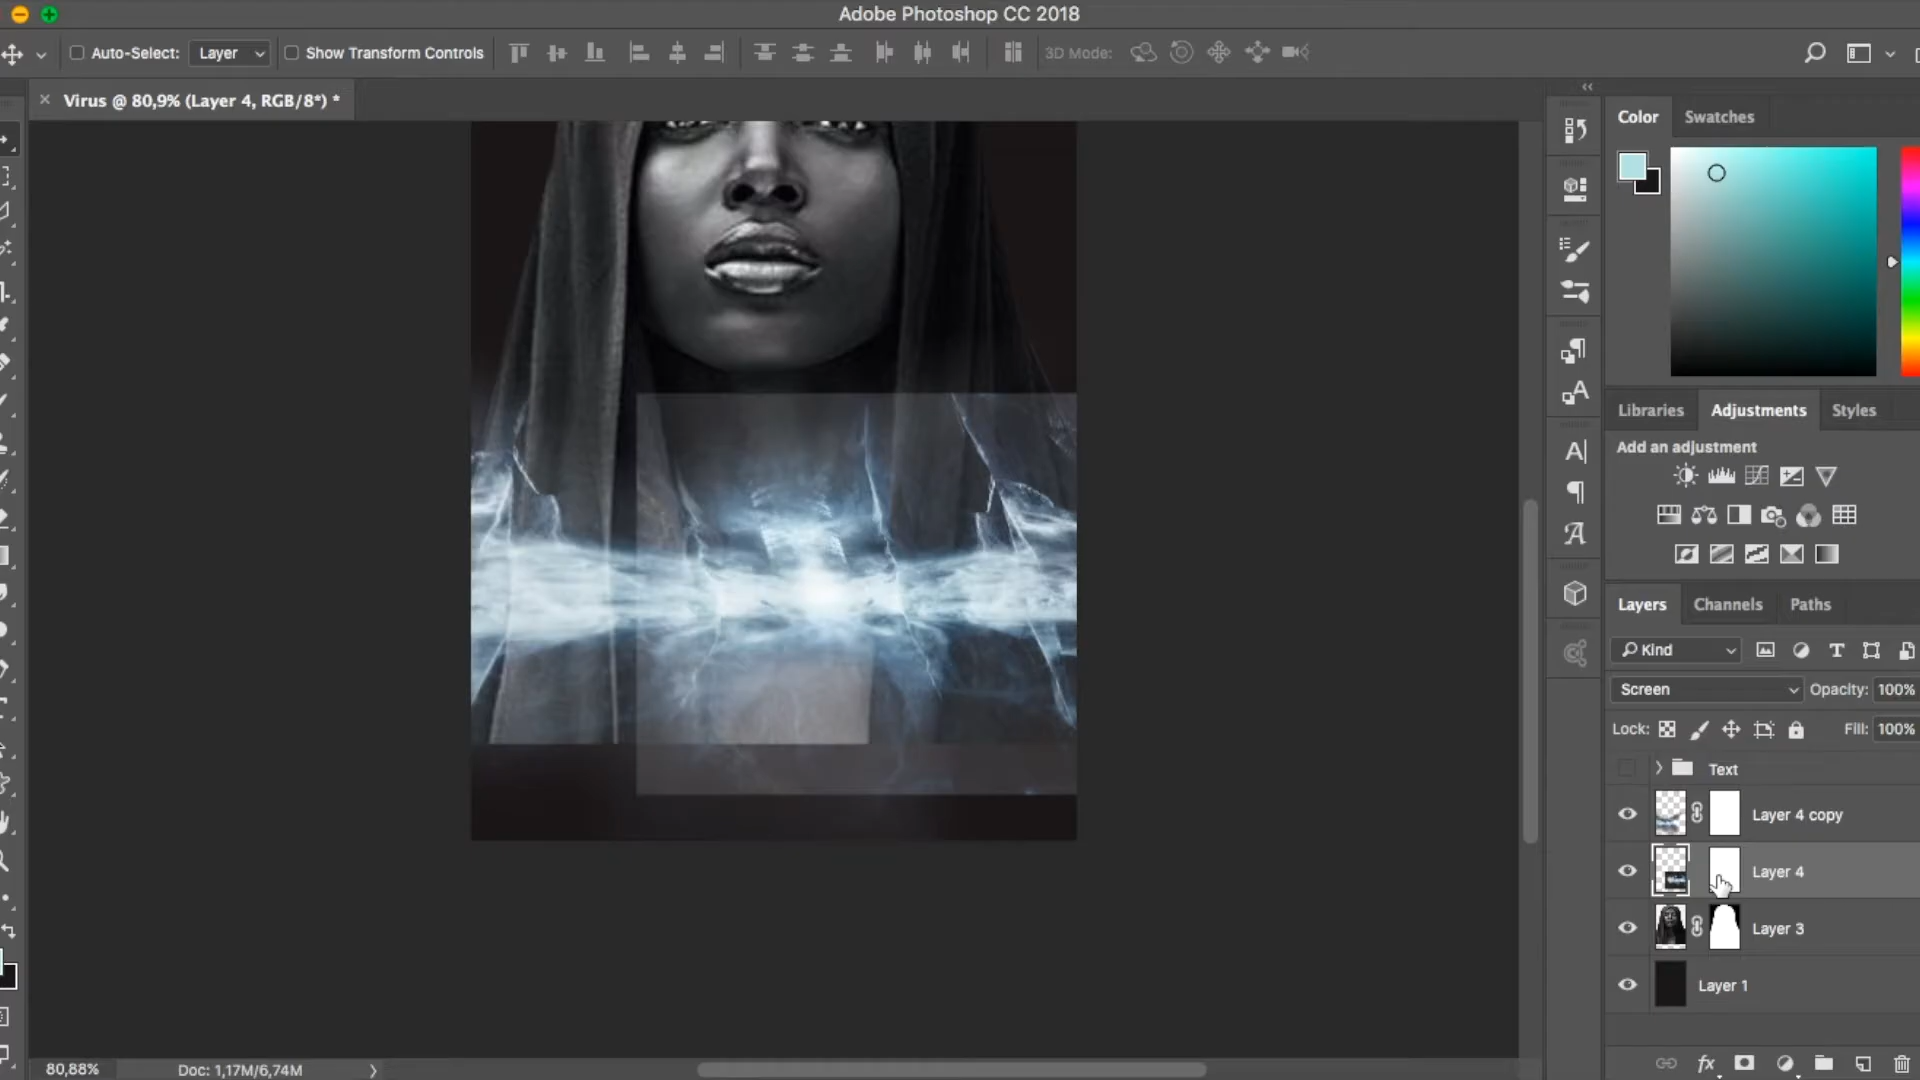 Adobe Photoshop CC 2018
Auto-Select: Layer Show Transform Controls 3D Mode:
Virus @ 80,9% (Layer 4, RGB/8*) *
Color Swatches
Libraries Adjustments Styles
Add an adjustment
Layers Channels Paths
Kind
Screen Opacity: 100%
Lock: Fill: 100%
Text
Layer 4 copy
Layer 4
Layer 3
Layer 1
80,88% Doc: 1,17M/6,74M